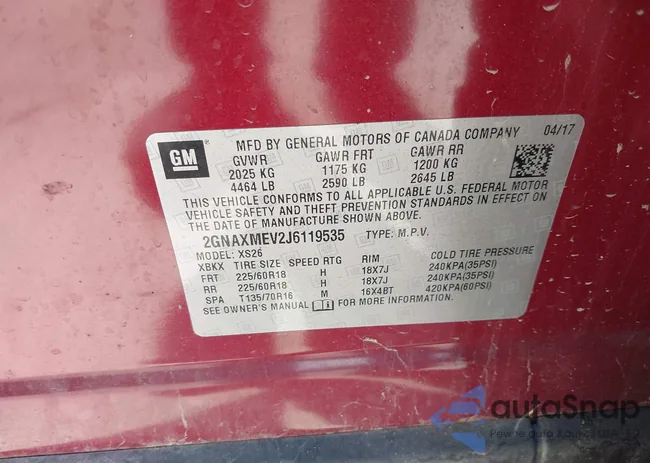 GM
MFD BY GENERAL MOTORS OF CANADA COMPANY 04/17
GVWR GAWR FRT GAWR RR
2025 KG 1175 KG 1200 KG
4464 LB 2590 LB 2645 LB
THIS VEHICLE CONFORMS TO ALL APPLICABLE U.S. FEDERAL MOTOR
VEHICLE SAFETY AND THEFT PREVENTION STANDARDS IN EFFECT ON
THE DATE OF MANUFACTURE SHOWN ABOVE.
2GNAXMEV2J6119535 TYPE: M.P.V.
MODEL: XS26
XBKX TIRE SIZE SPEED RTG RIM COLD TIRE PRESSURE
FRT 225/60R18 H 18X7J 240KPA(35PSI)
RR 225/60R18 H 18X7J 240KPA(35PSI)
SPA T135/70R16 M 16X4BT 420KPA(60PSI)
SEE OWNER'S MANUAL FOR MORE INFORMATION
autoSnap
Pewne auto z